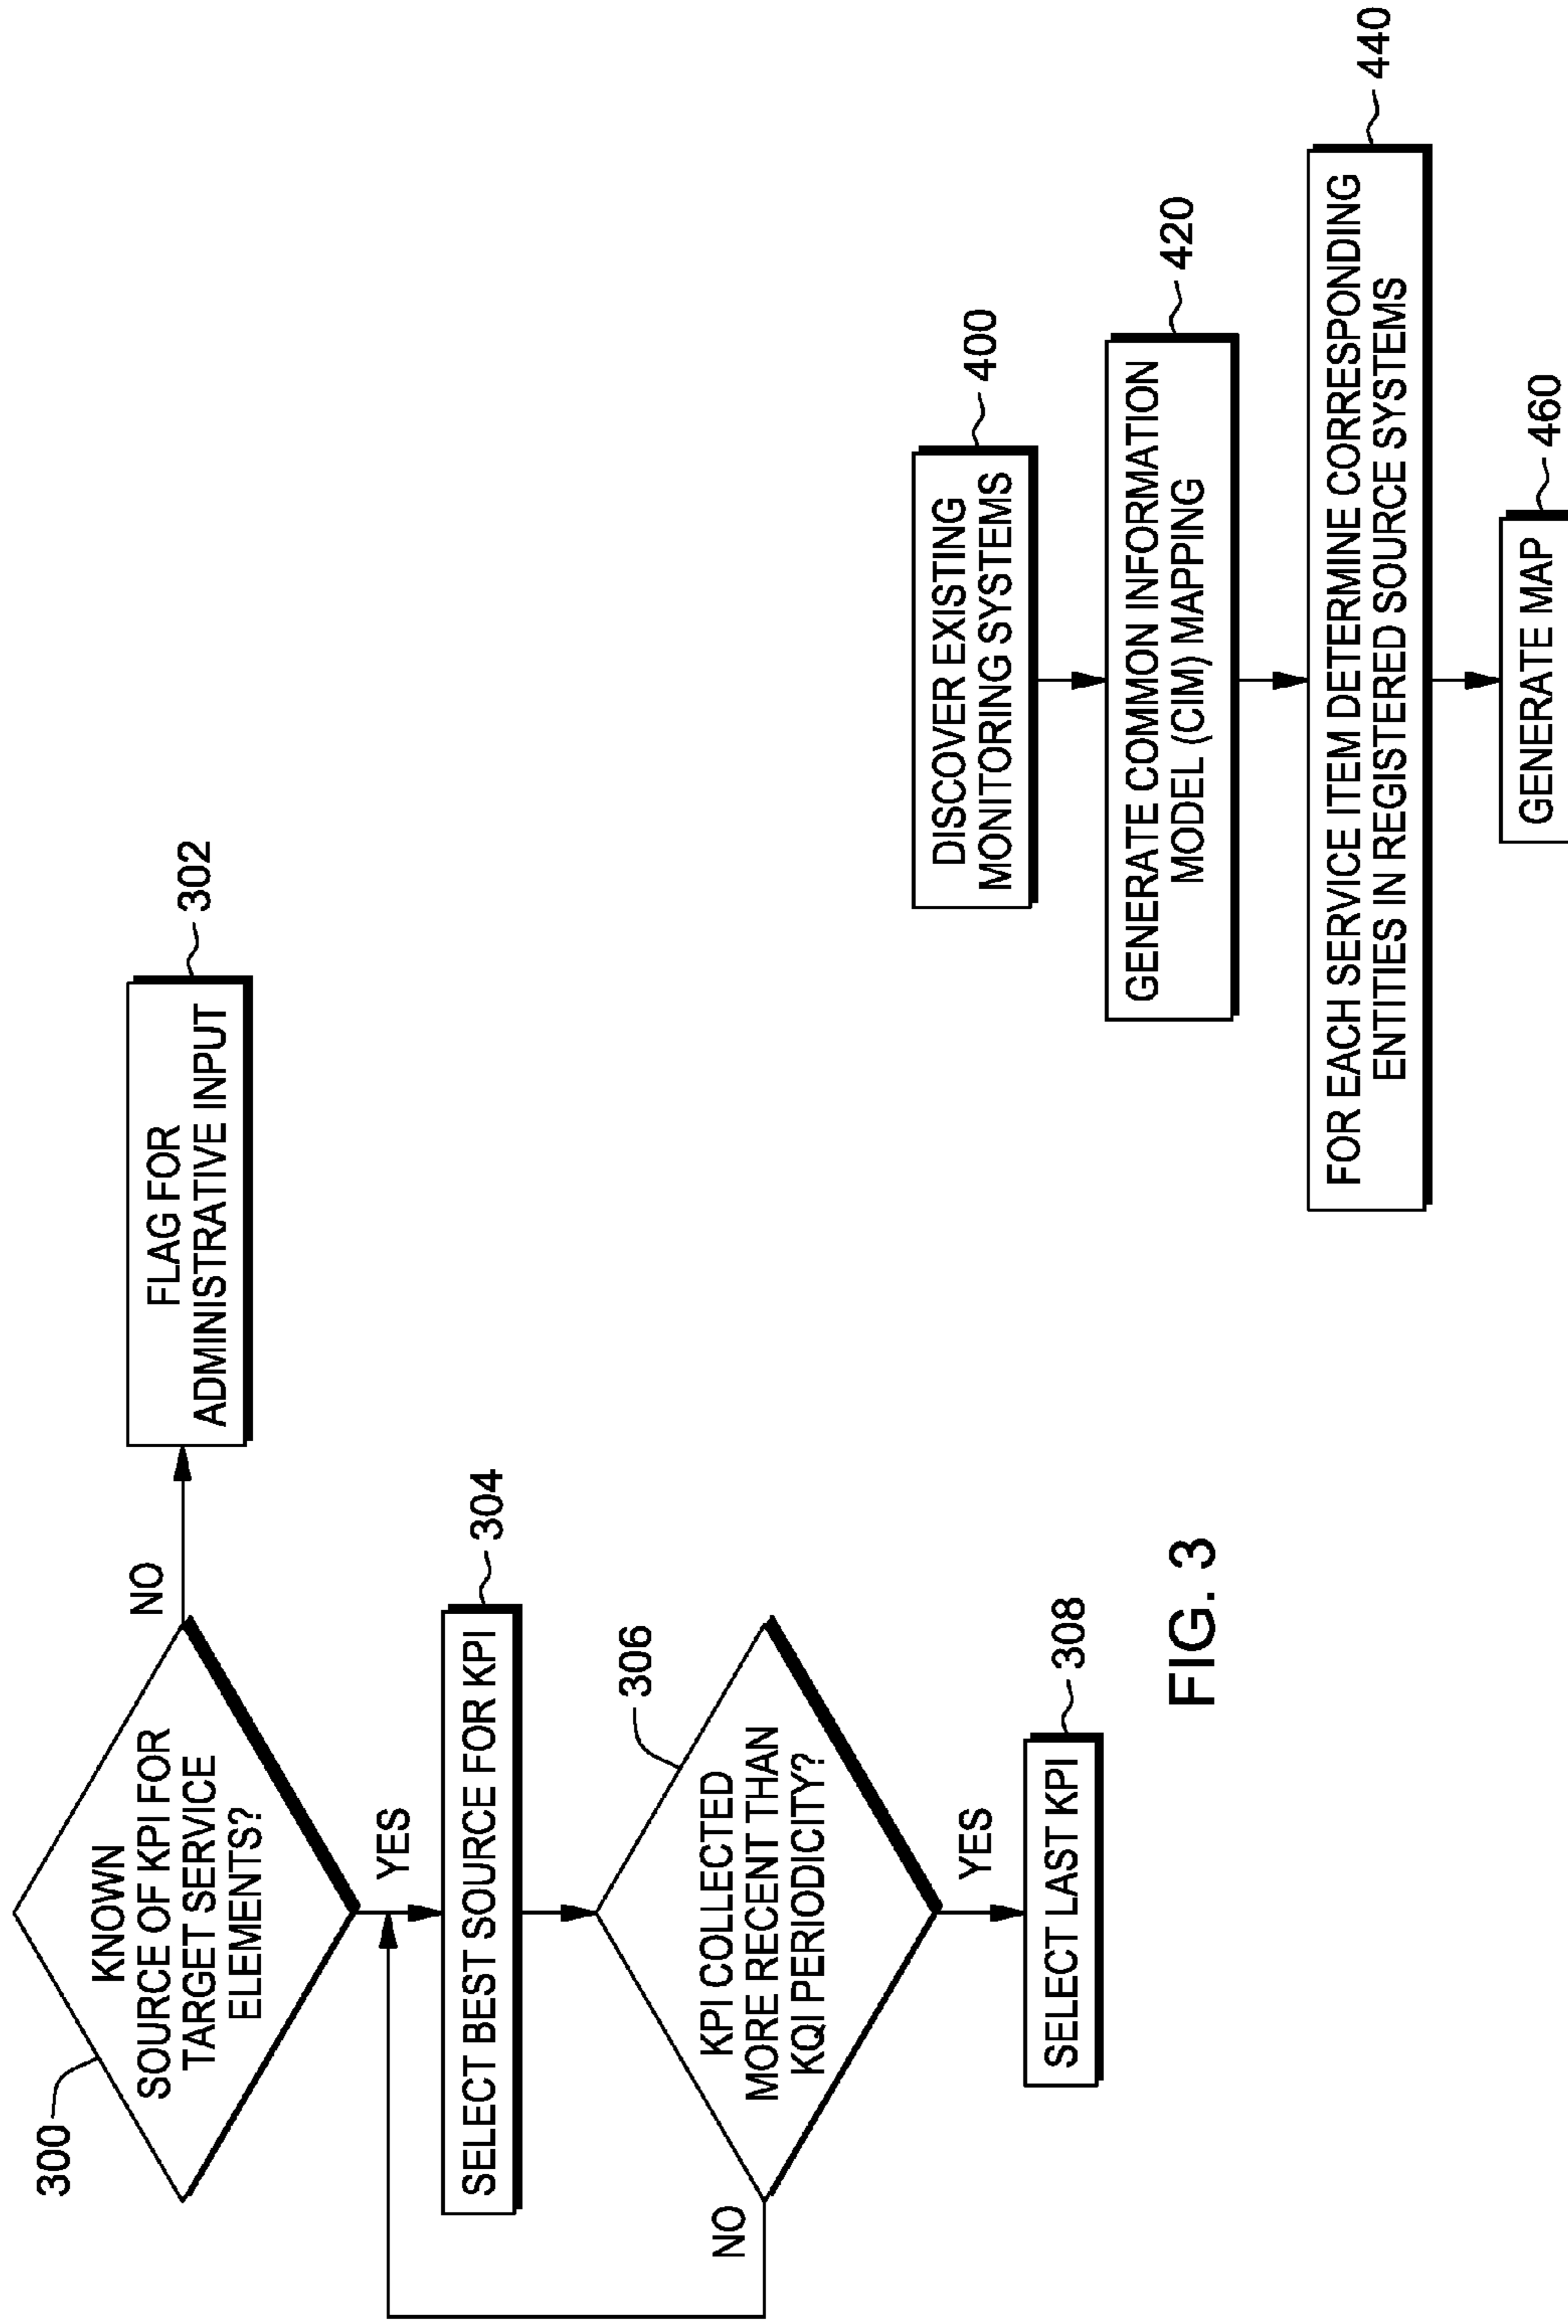 300
KNOWN
SOURCE OF KPI FOR
TARGET SERVICE
ELEMENTS?
NO
FLAG FOR
ADMINISTRATIVE INPUT
302
YES
SELECT BEST SOURCE FOR KPI
304
306
KPI COLLECTED
MORE RECENT THAN
KQI PERIODICITY?
NO
YES
SELECT LAST KPI
308
FIG. 3
DISCOVER EXISTING
MONITORING SYSTEMS
400
GENERATE COMMON INFORMATION
MODEL (CIM) MAPPING
420
FOR EACH SERVICE ITEM DETERMINE CORRESPONDING
ENTITIES IN REGISTERED SOURCE SYSTEMS
440
GENERATE MAP
460